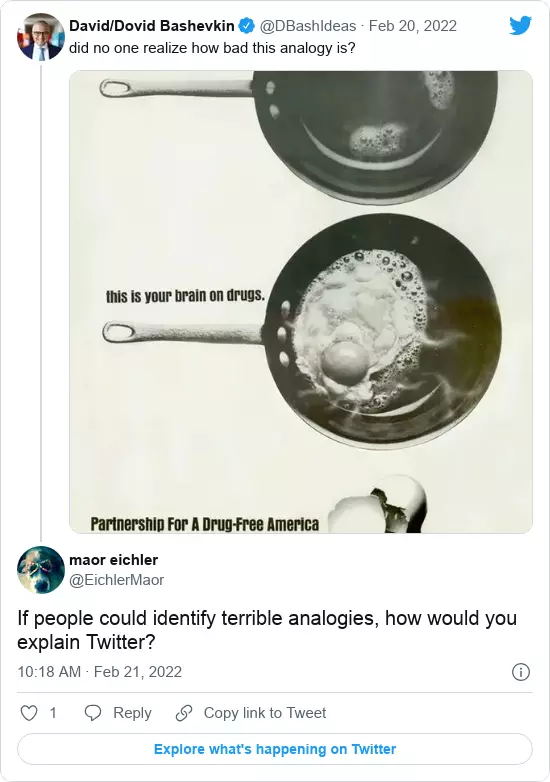 David/Dovid Bashevkin @DBashIdeas · Feb 20, 2022
did no one realize how bad this analogy is?
this is your brain on drugs.
Partnership For A Drug-Free America
maor eichler
@EichlerMaor
If people could identify terrible analogies, how would you
explain Twitter?
10:18 AM · Feb 21, 2022
1 Reply Copy link to Tweet
Explore what's happening on Twitter